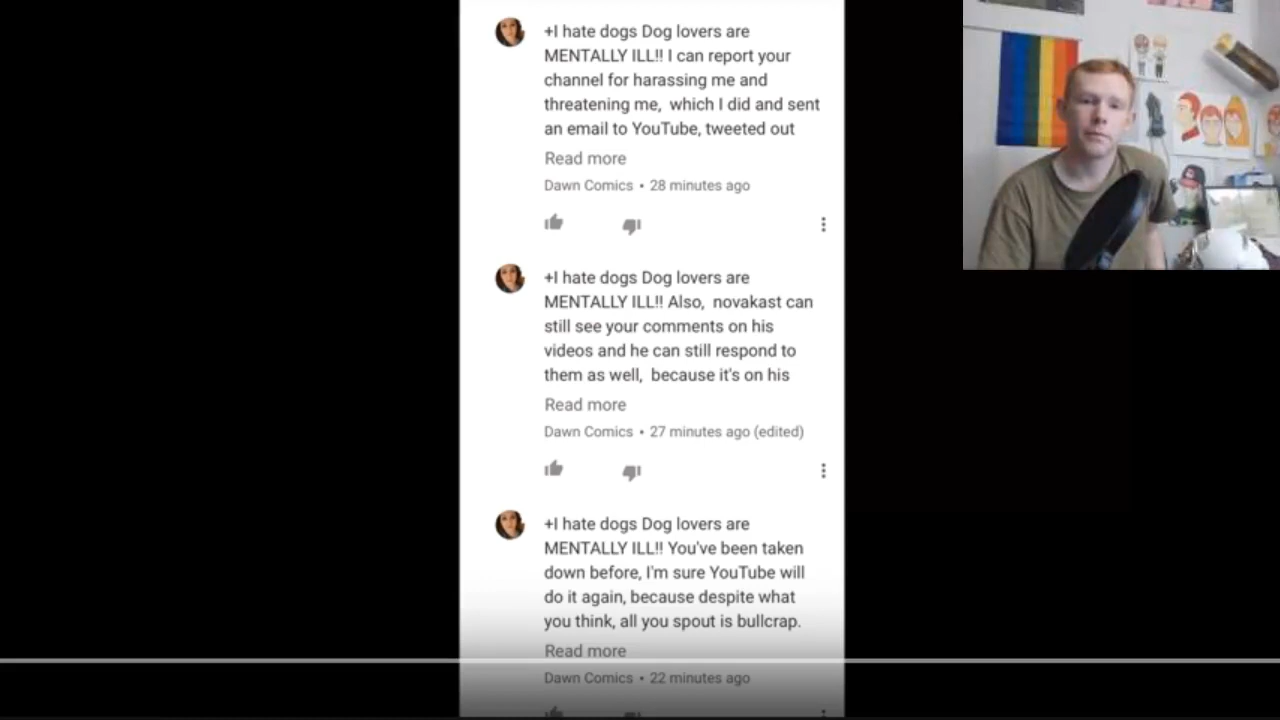 +I hate dogs Dog lovers are
MENTALLY ILL!! I can report your
channel for harassing me and
threatening me,  which I did and sent
an email to YouTube, tweeted out
Read more
Dawn Comics • 28 minutes ago
+I hate dogs Dog lovers are
MENTALLY ILL!! Also,  novakast can
still see your comments on his
videos and he can still respond to
them as well,  because it's on his
Read more
Dawn Comics • 27 minutes ago (edited)
+I hate dogs Dog lovers are
MENTALLY ILL!! You've been taken
down before, I'm sure YouTube will
do it again, because despite what
you think, all you spout is bullcrap.
Read more
Dawn Comics • 22 minutes ago